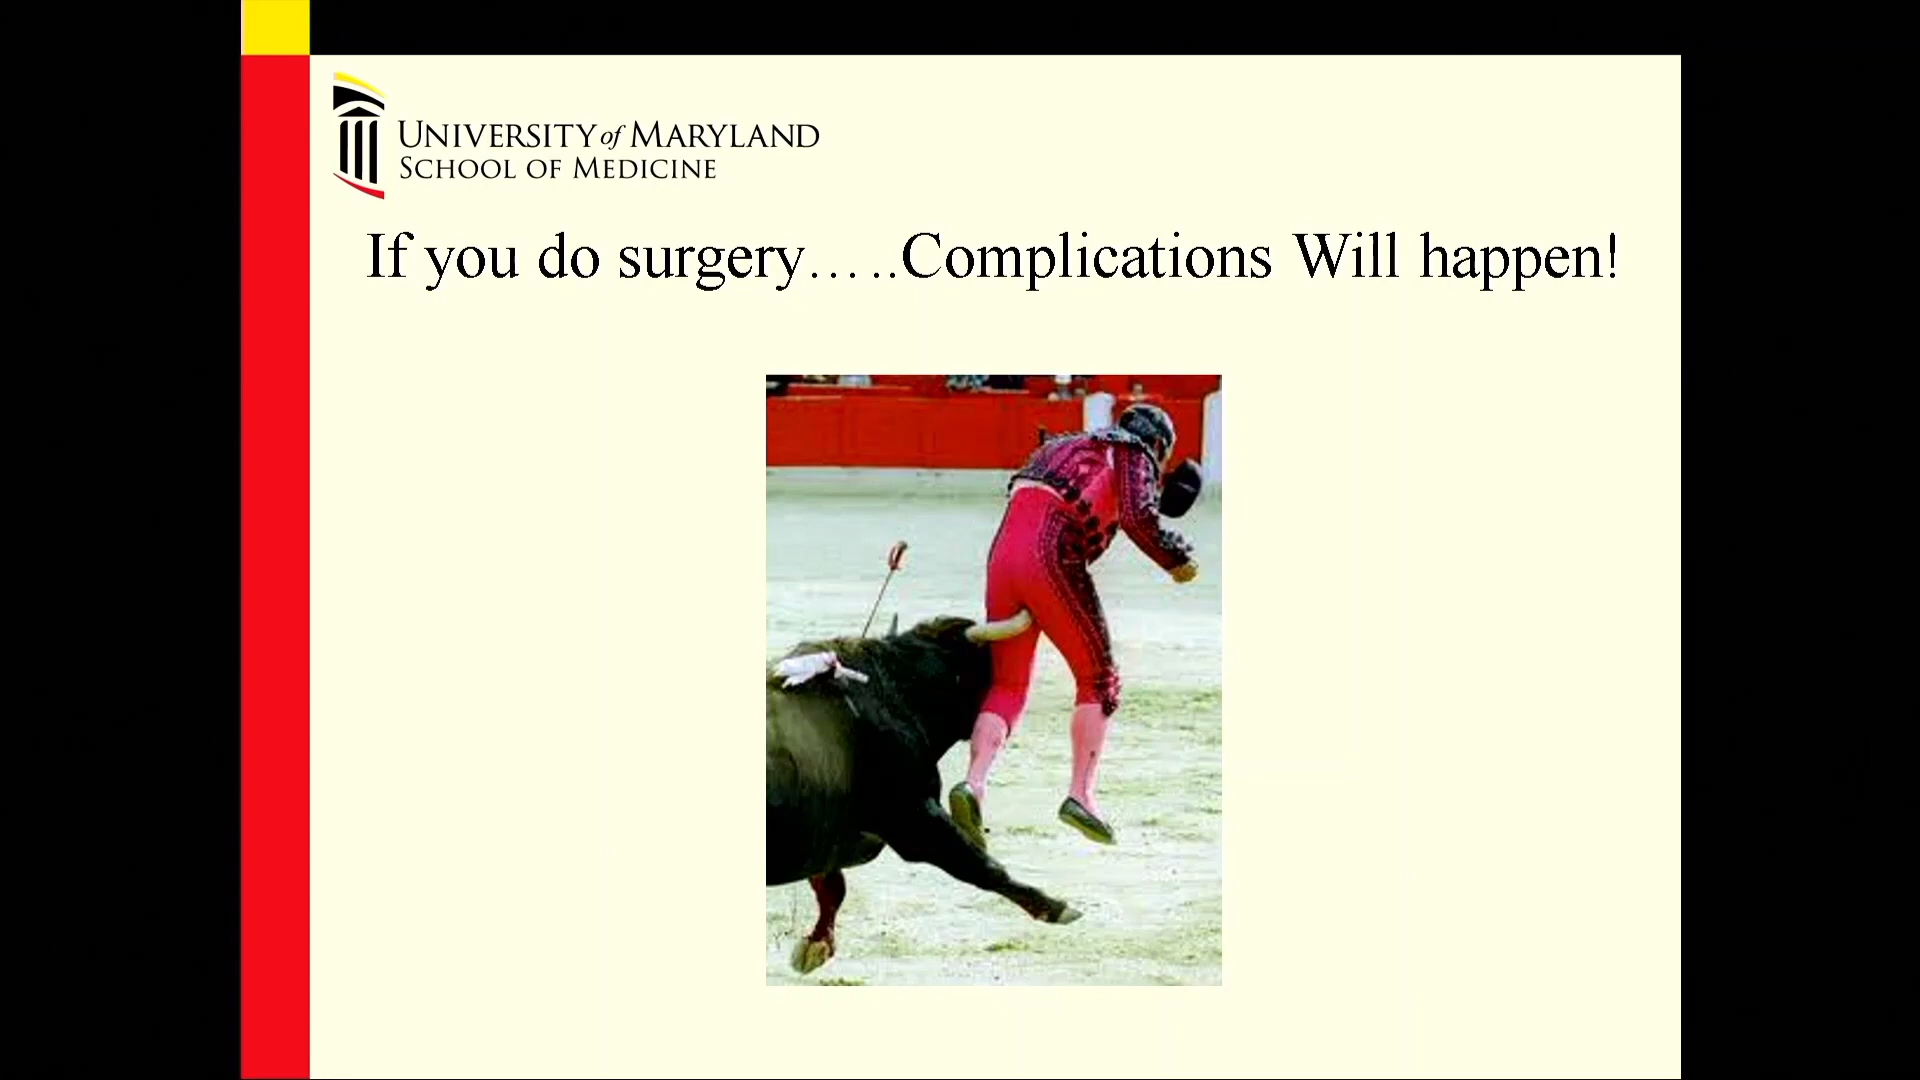 UNIVERSITY of MARYLAND
SCHOOL OF MEDICINE
If you do surgery…..Complications Will happen!